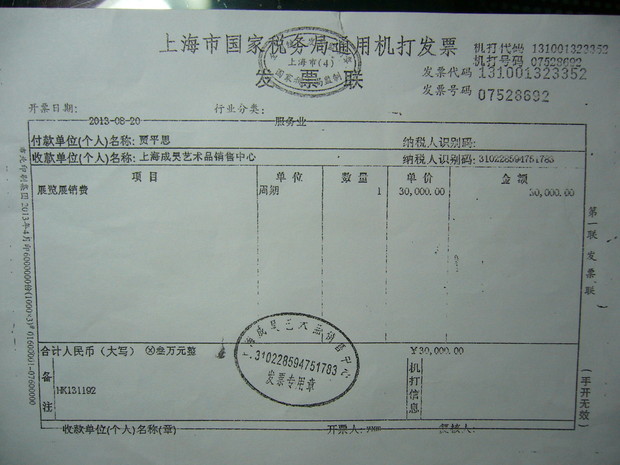 上海市国家税务局通用机打发票
发票联
上海市(4)
机打代码 131001323352
机打号码 07528692
发票代码 131001323352
发票号码 07528692
开票日期: 2013-08-20 行业分类: 服务业
付款单位(个人)名称: 贾平恩 纳税人识别码:
收款单位(个人)名称: 上海成昊艺术品销售中心 纳税人识别码: 310228594751783
项目 单位 数量 单价 金额
展览展销费 周期 1 30,000.00 30,000.00
合计人民币(大写) ⊗叁万元整 ¥30,000.00
备注 HK131192 机打信息
310228594751783
发票专用章
收款单位(个人)名称(章) 开票人: 复核人:
第一联 发票联
(手开无效)